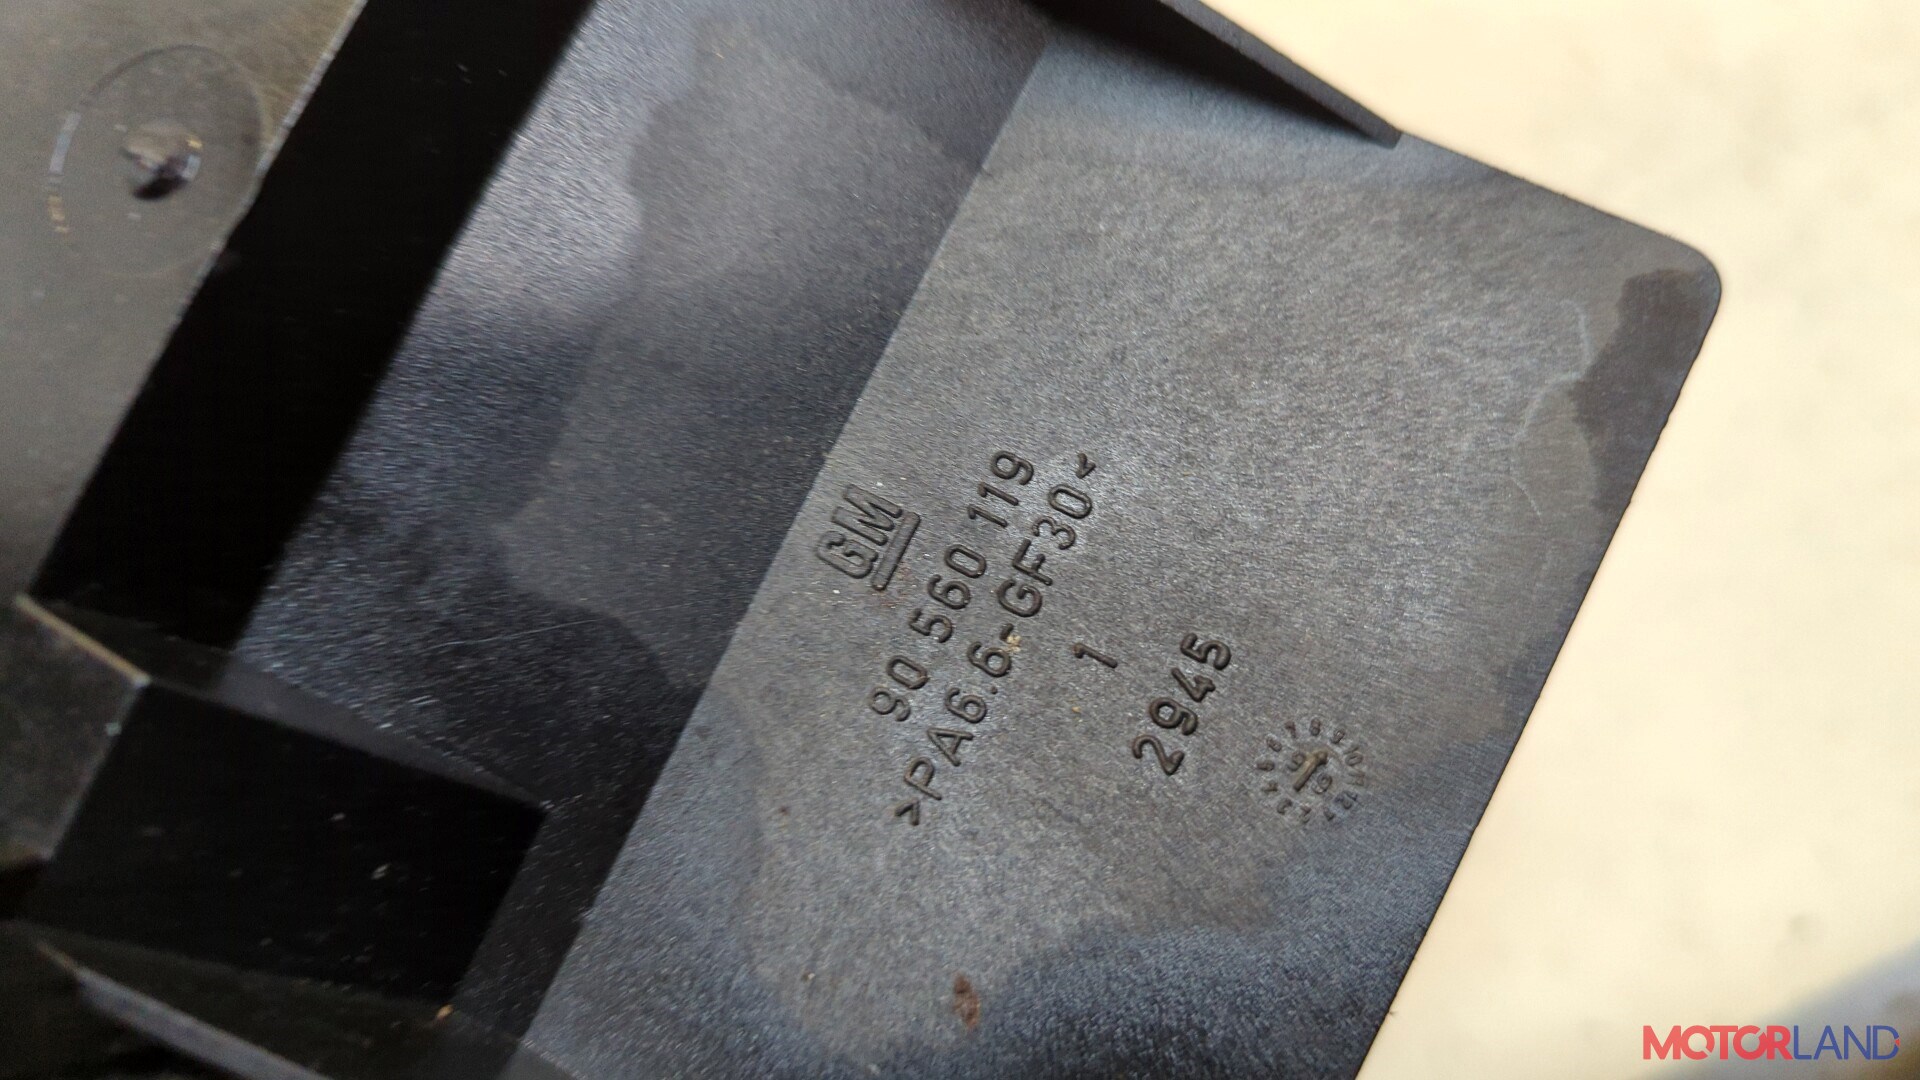 GM
90 560 119
>PA6.6-GF30<
1
2945
MOTORLAND